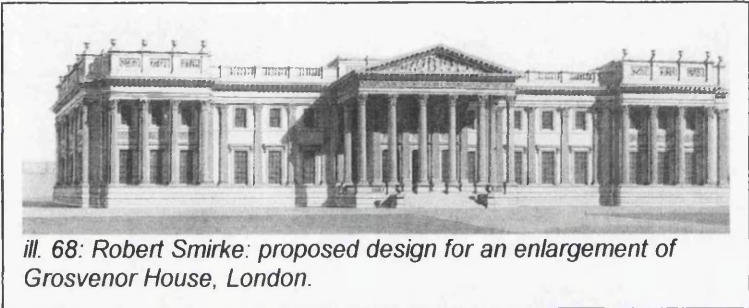 ill. 68: Robert Smirke: proposed design for an enlargement of
Grosvenor House, London.